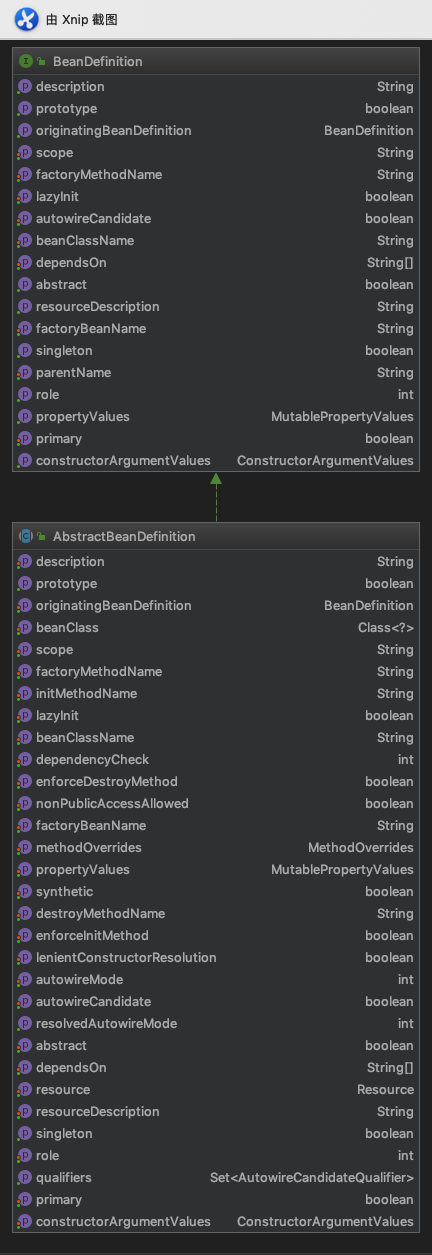 由 Xnip 截图
BeanDefinition
description String
prototype boolean
originatingBeanDefinition BeanDefinition
scope String
factoryMethodName String
lazyInit boolean
autowireCandidate boolean
beanClassName String
dependsOn String[]
abstract boolean
resourceDescription String
factoryBeanName String
singleton boolean
parentName String
role int
propertyValues MutablePropertyValues
primary boolean
constructorArgumentValues ConstructorArgumentValues
AbstractBeanDefinition
description String
prototype boolean
originatingBeanDefinition BeanDefinition
beanClass Class<?>
scope String
factoryMethodName String
initMethodName String
lazyInit boolean
beanClassName String
dependencyCheck int
enforceDestroyMethod boolean
nonPublicAccessAllowed boolean
factoryBeanName String
methodOverrides MethodOverrides
propertyValues MutablePropertyValues
synthetic boolean
destroyMethodName String
enforceInitMethod boolean
lenientConstructorResolution boolean
autowireMode int
autowireCandidate boolean
resolvedAutowireMode int
abstract boolean
dependsOn String[]
resource Resource
resourceDescription String
singleton boolean
role int
qualifiers Set<AutowireCandidateQualifier>
primary boolean
constructorArgumentValues ConstructorArgumentValues